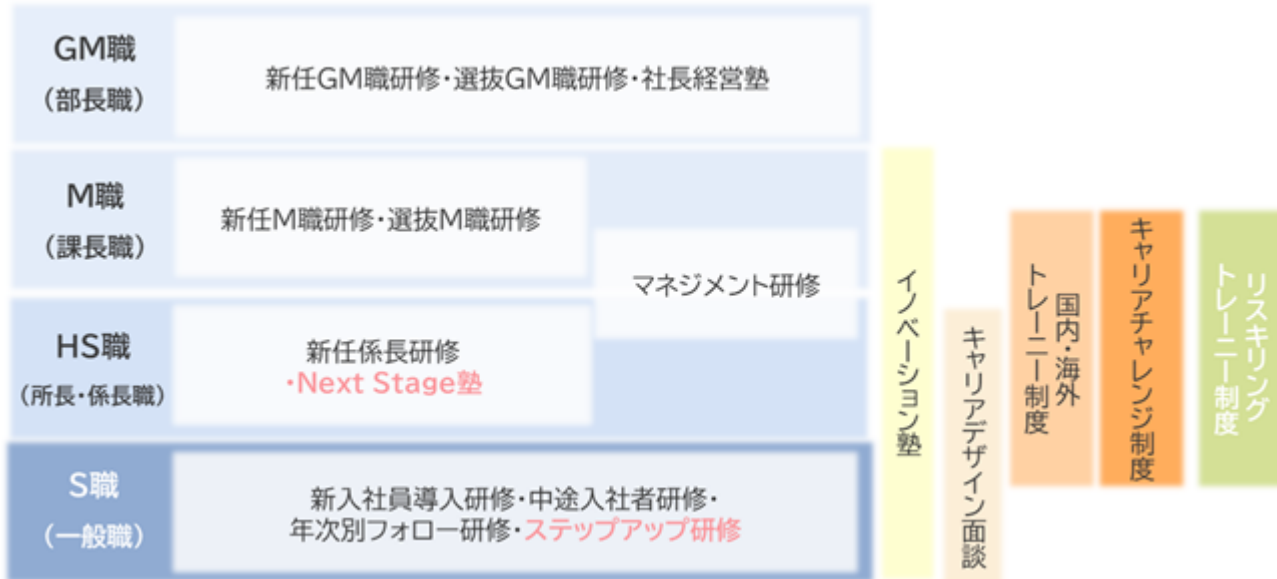 GM職
(部長職)
新任GM職研修・選抜GM職研修・社長経営塾
M職
(課長職)
新任M職研修・選抜M職研修
マネジメント研修
HS職
(所長・係長職)
新任係長研修
・Next Stage塾
S職
(一般職)
新入社員導入研修・中途入社者研修・
年次別フォロー研修・ステップアップ研修
イノベーション塾
キャリアデザイン面談
国内・海外
トレーニー制度
キャリアチャレンジ制度
リスキリング
トレーニー制度